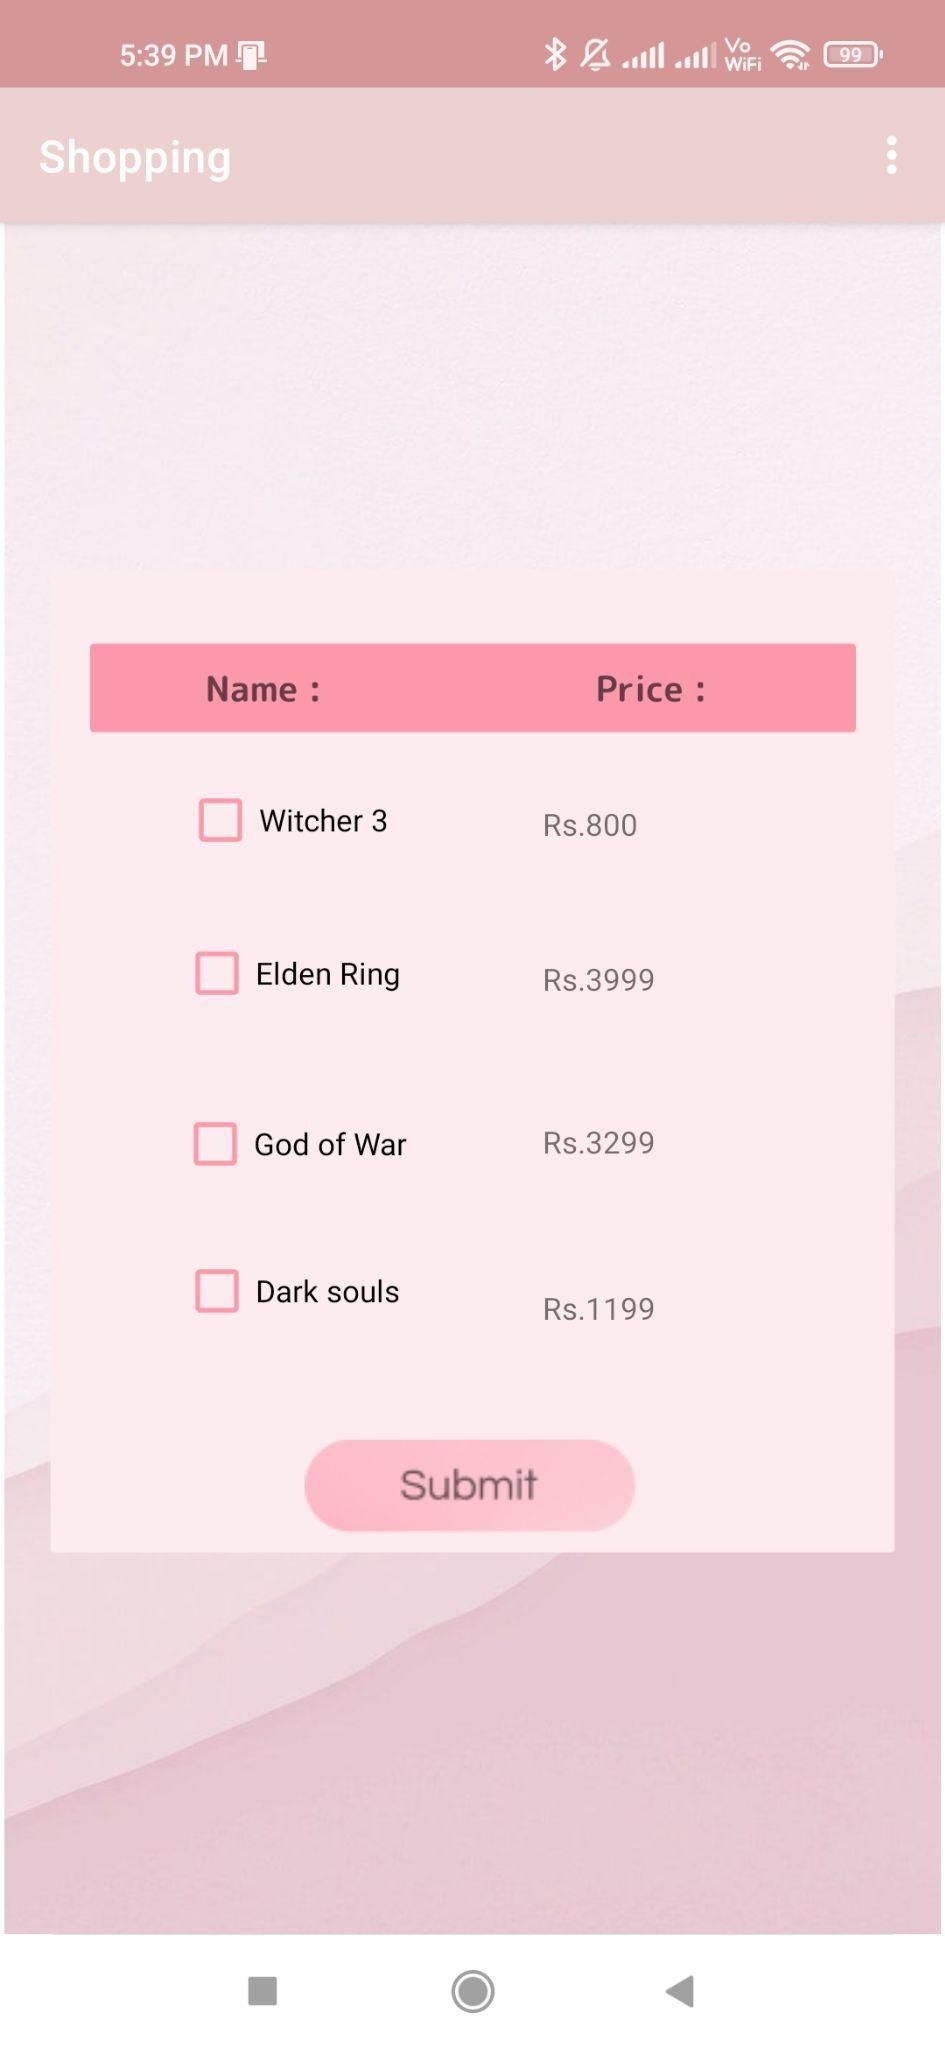 5:39 PM Vo WiFi 99
Shopping
Name : Price :
Witcher 3 Rs.800
Elden Ring Rs.3999
God of War Rs.3299
Dark souls Rs.1199
Submit